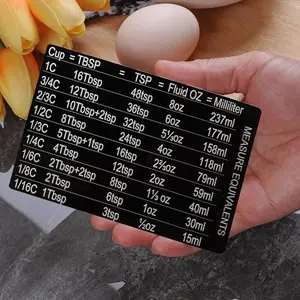 Cup = TBSP = TSP = Fluid OZ = Milliliter
1C 16Tbsp 48tsp 8oz 237ml
3/4C 12Tbsp 36tsp 6oz 177ml
2/3C 10Tbsp+2tsp 32tsp 5⅓oz 158ml
1/2C 8Tbsp 24tsp 4oz 118ml
1/3C 5Tbsp+1tsp 16tsp 2⅔oz 79ml
1/4C 4Tbsp 12tsp 2oz 59ml
1/6C 2Tbsp+2tsp 8tsp 1⅓oz 40ml
1/8C 2Tbsp 6tsp 1oz 30ml
1/16C 1Tbsp 3tsp ½oz 15ml
MEASURE EQUIVALENTS